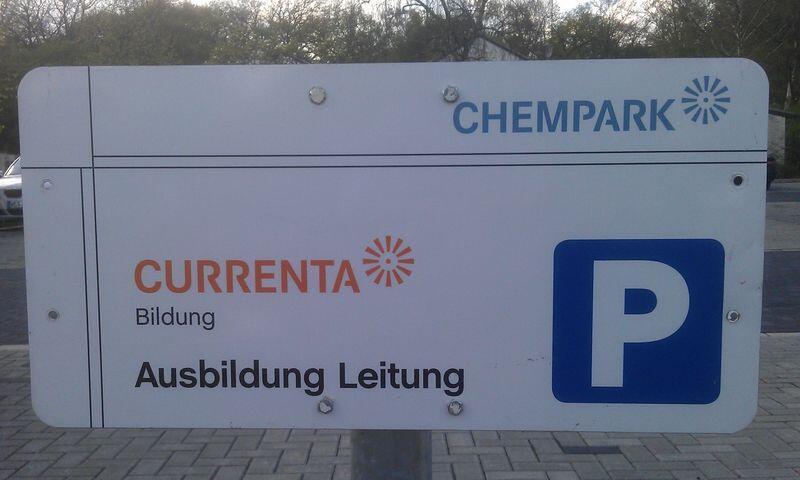 CHEMPARK
CURRENTA
Bildung
Ausbildung Leitung
P